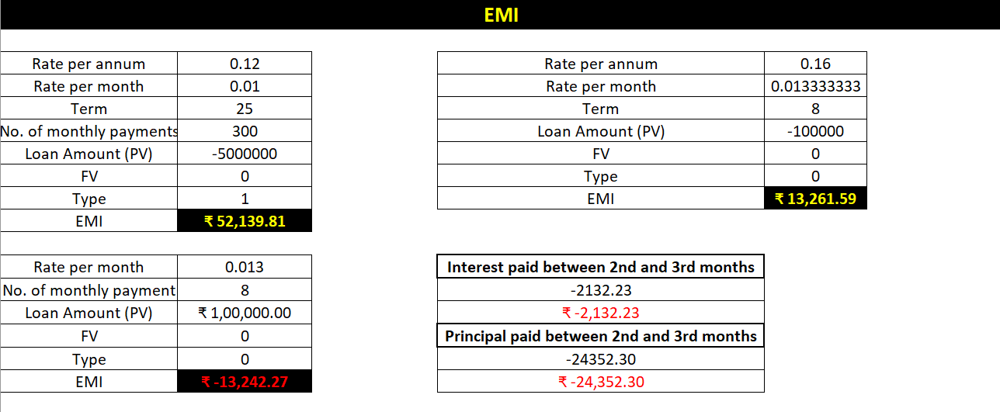 EMI
Rate per annum 0.12
Rate per month 0.01
Term 25
No. of monthly payments 300
Loan Amount (PV) -5000000
FV 0
Type 1
EMI ₹ 52,139.81
Rate per annum 0.16
Rate per month 0.013333333
Term 8
Loan Amount (PV) -100000
FV 0
Type 0
EMI ₹ 13,261.59
Rate per month 0.013
No. of monthly payment 8
Loan Amount (PV) ₹ 1,00,000.00
FV 0
Type 0
EMI ₹ -13,242.27
Interest paid between 2nd and 3rd months
-2132.23
₹ -2,132.23
Principal paid between 2nd and 3rd months
-24352.30
₹ -24,352.30